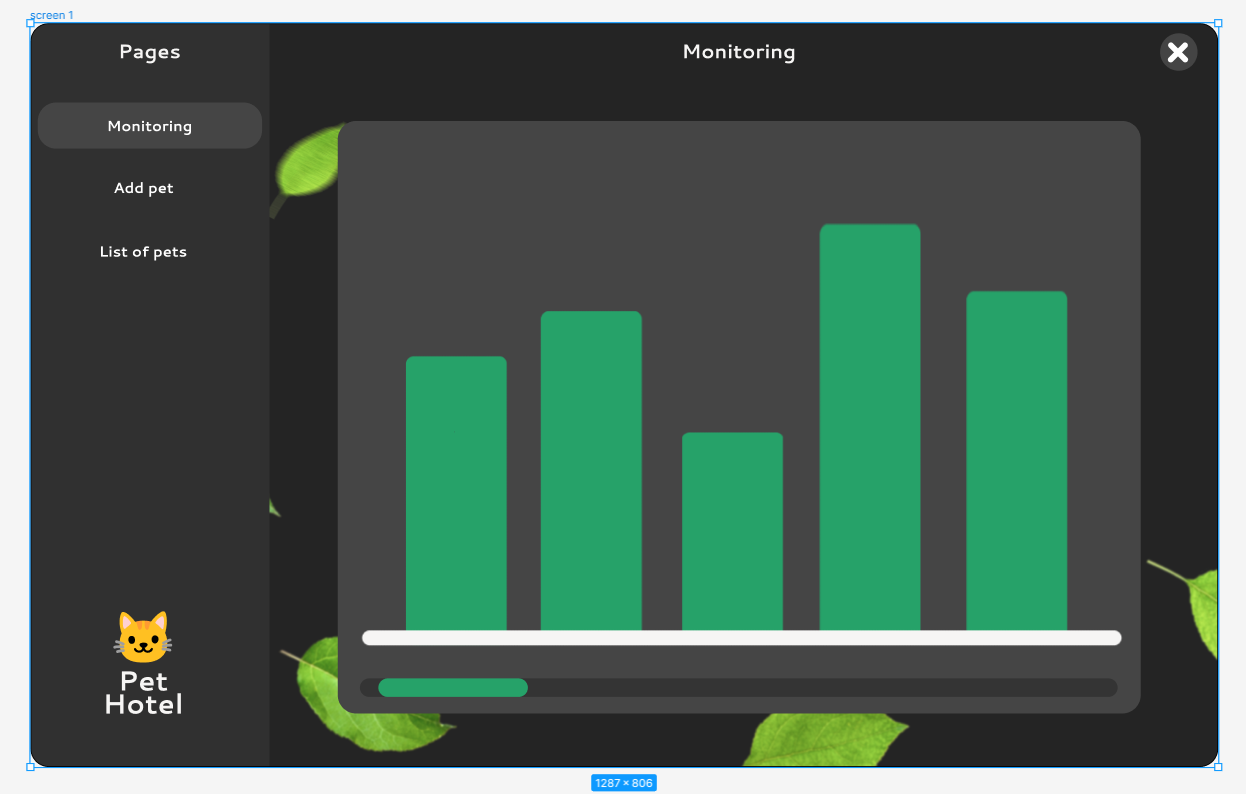 screen 1
Pages
Monitoring
Monitoring
Add pet
List of pets
Pet
Hotel
1287 × 806